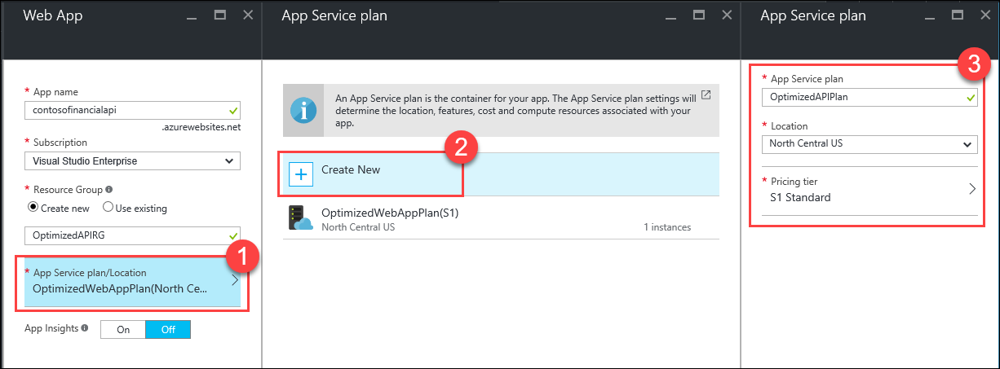 Web App
* App name
contosofinancialapi
.azurewebsites.net
* Subscription
Visual Studio Enterprise
* Resource Group
Create new
Use existing
OptimizedAPIRG
1
* App Service plan/Location
OptimizedWebAppPlan(North Ce...
App Insights
On
Off
App Service plan
An App Service plan is the container for your app. The App Service plan settings will
determine the location, features, cost and compute resources associated with your
app.
2
Create New
OptimizedWebAppPlan(S1)
North Central US
1 instances
App Service plan
3
* App Service plan
OptimizedAPIPlan
* Location
North Central US
* Pricing tier
S1 Standard